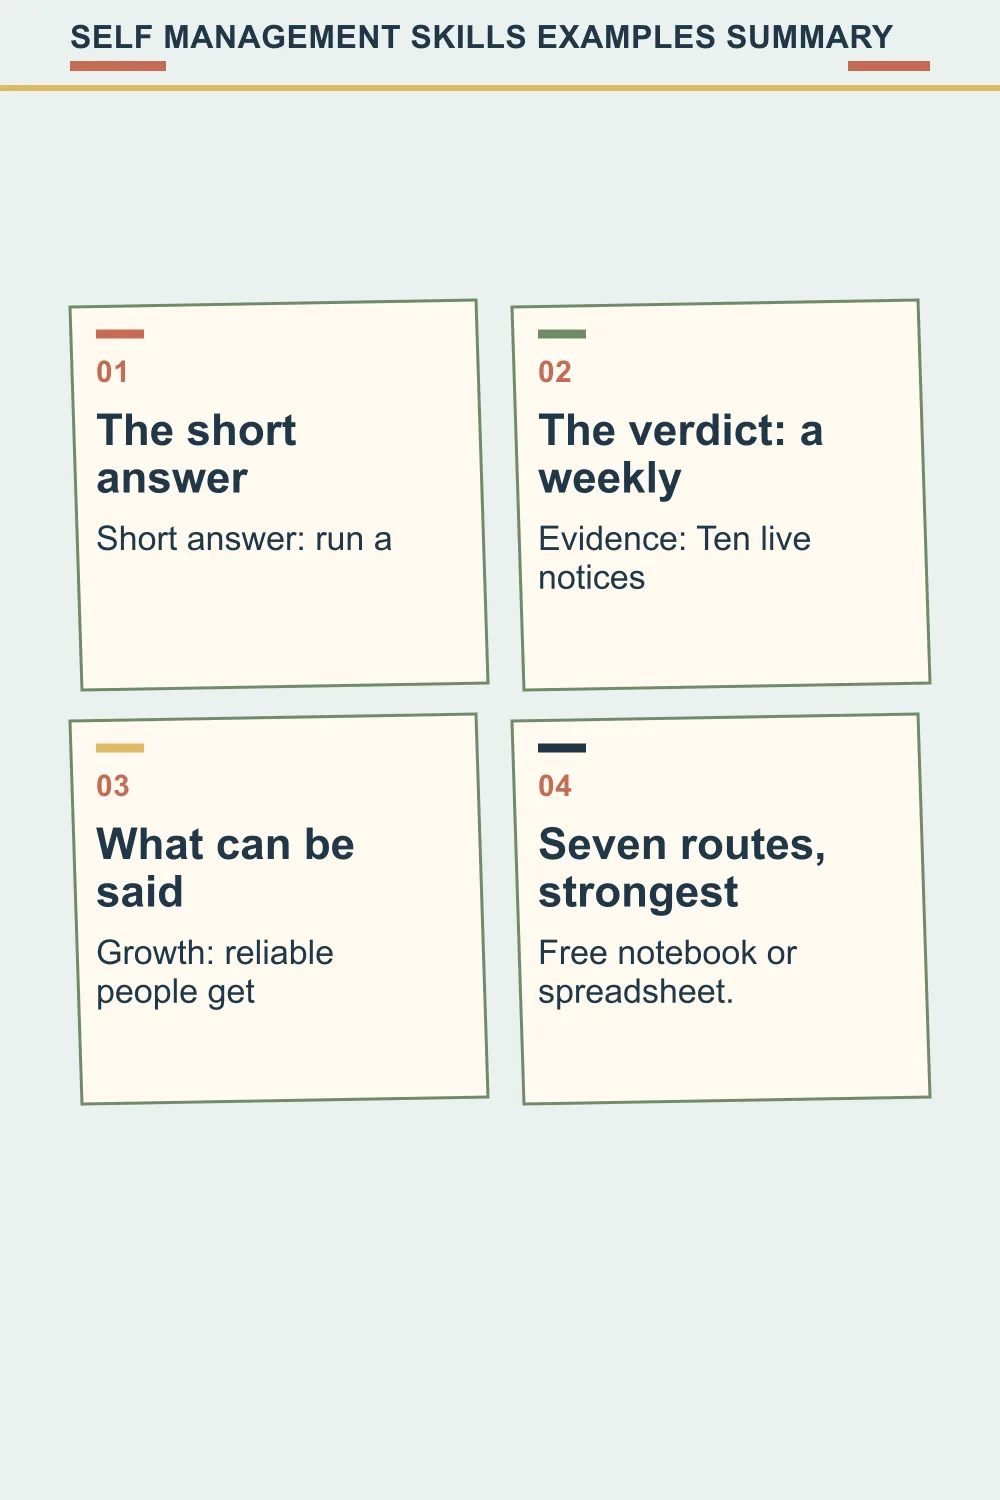 SELF MANAGEMENT SKILLS EXAMPLES SUMMARY
01
The short
answer
Short answer: run a
02
The verdict: a
weekly
Evidence: Ten live
notices
03
What can be
said
Growth: reliable
people get
04
Seven routes,
strongest
Free notebook or
spreadsheet.